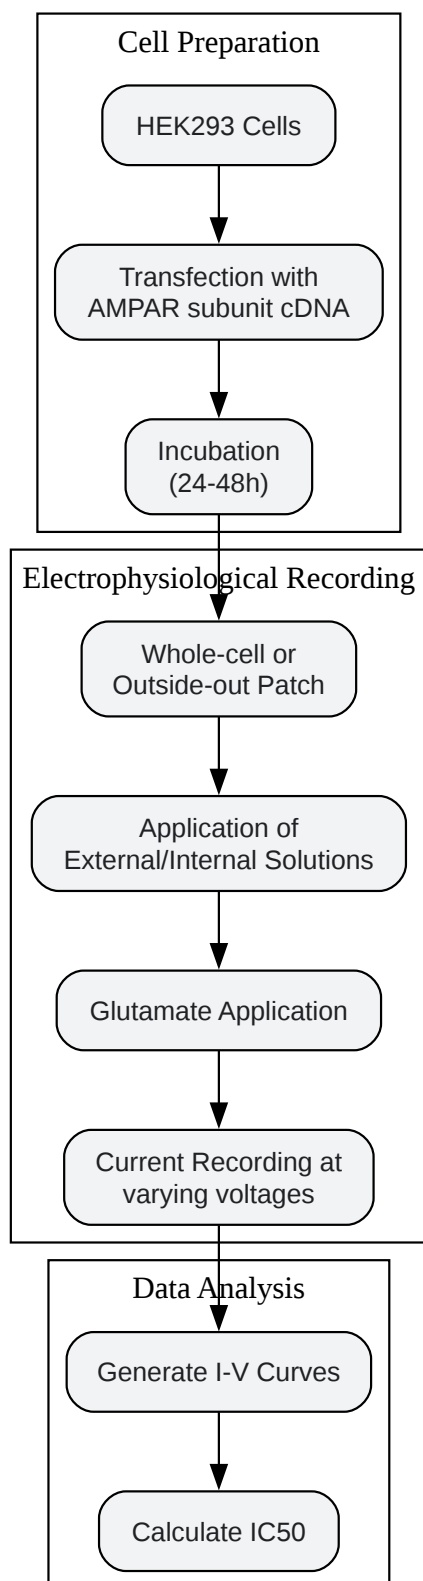 Cell Preparation
HEK293 Cells
Transfection with
AMPAR subunit cDNA
Incubation
(24-48h)
Electrophysiological Recording
Whole-cell or
Outside-out Patch
Application of
External/Internal Solutions
Glutamate Application
Current Recording at
varying voltages
Data Analysis
Generate I-V Curves
Calculate IC50